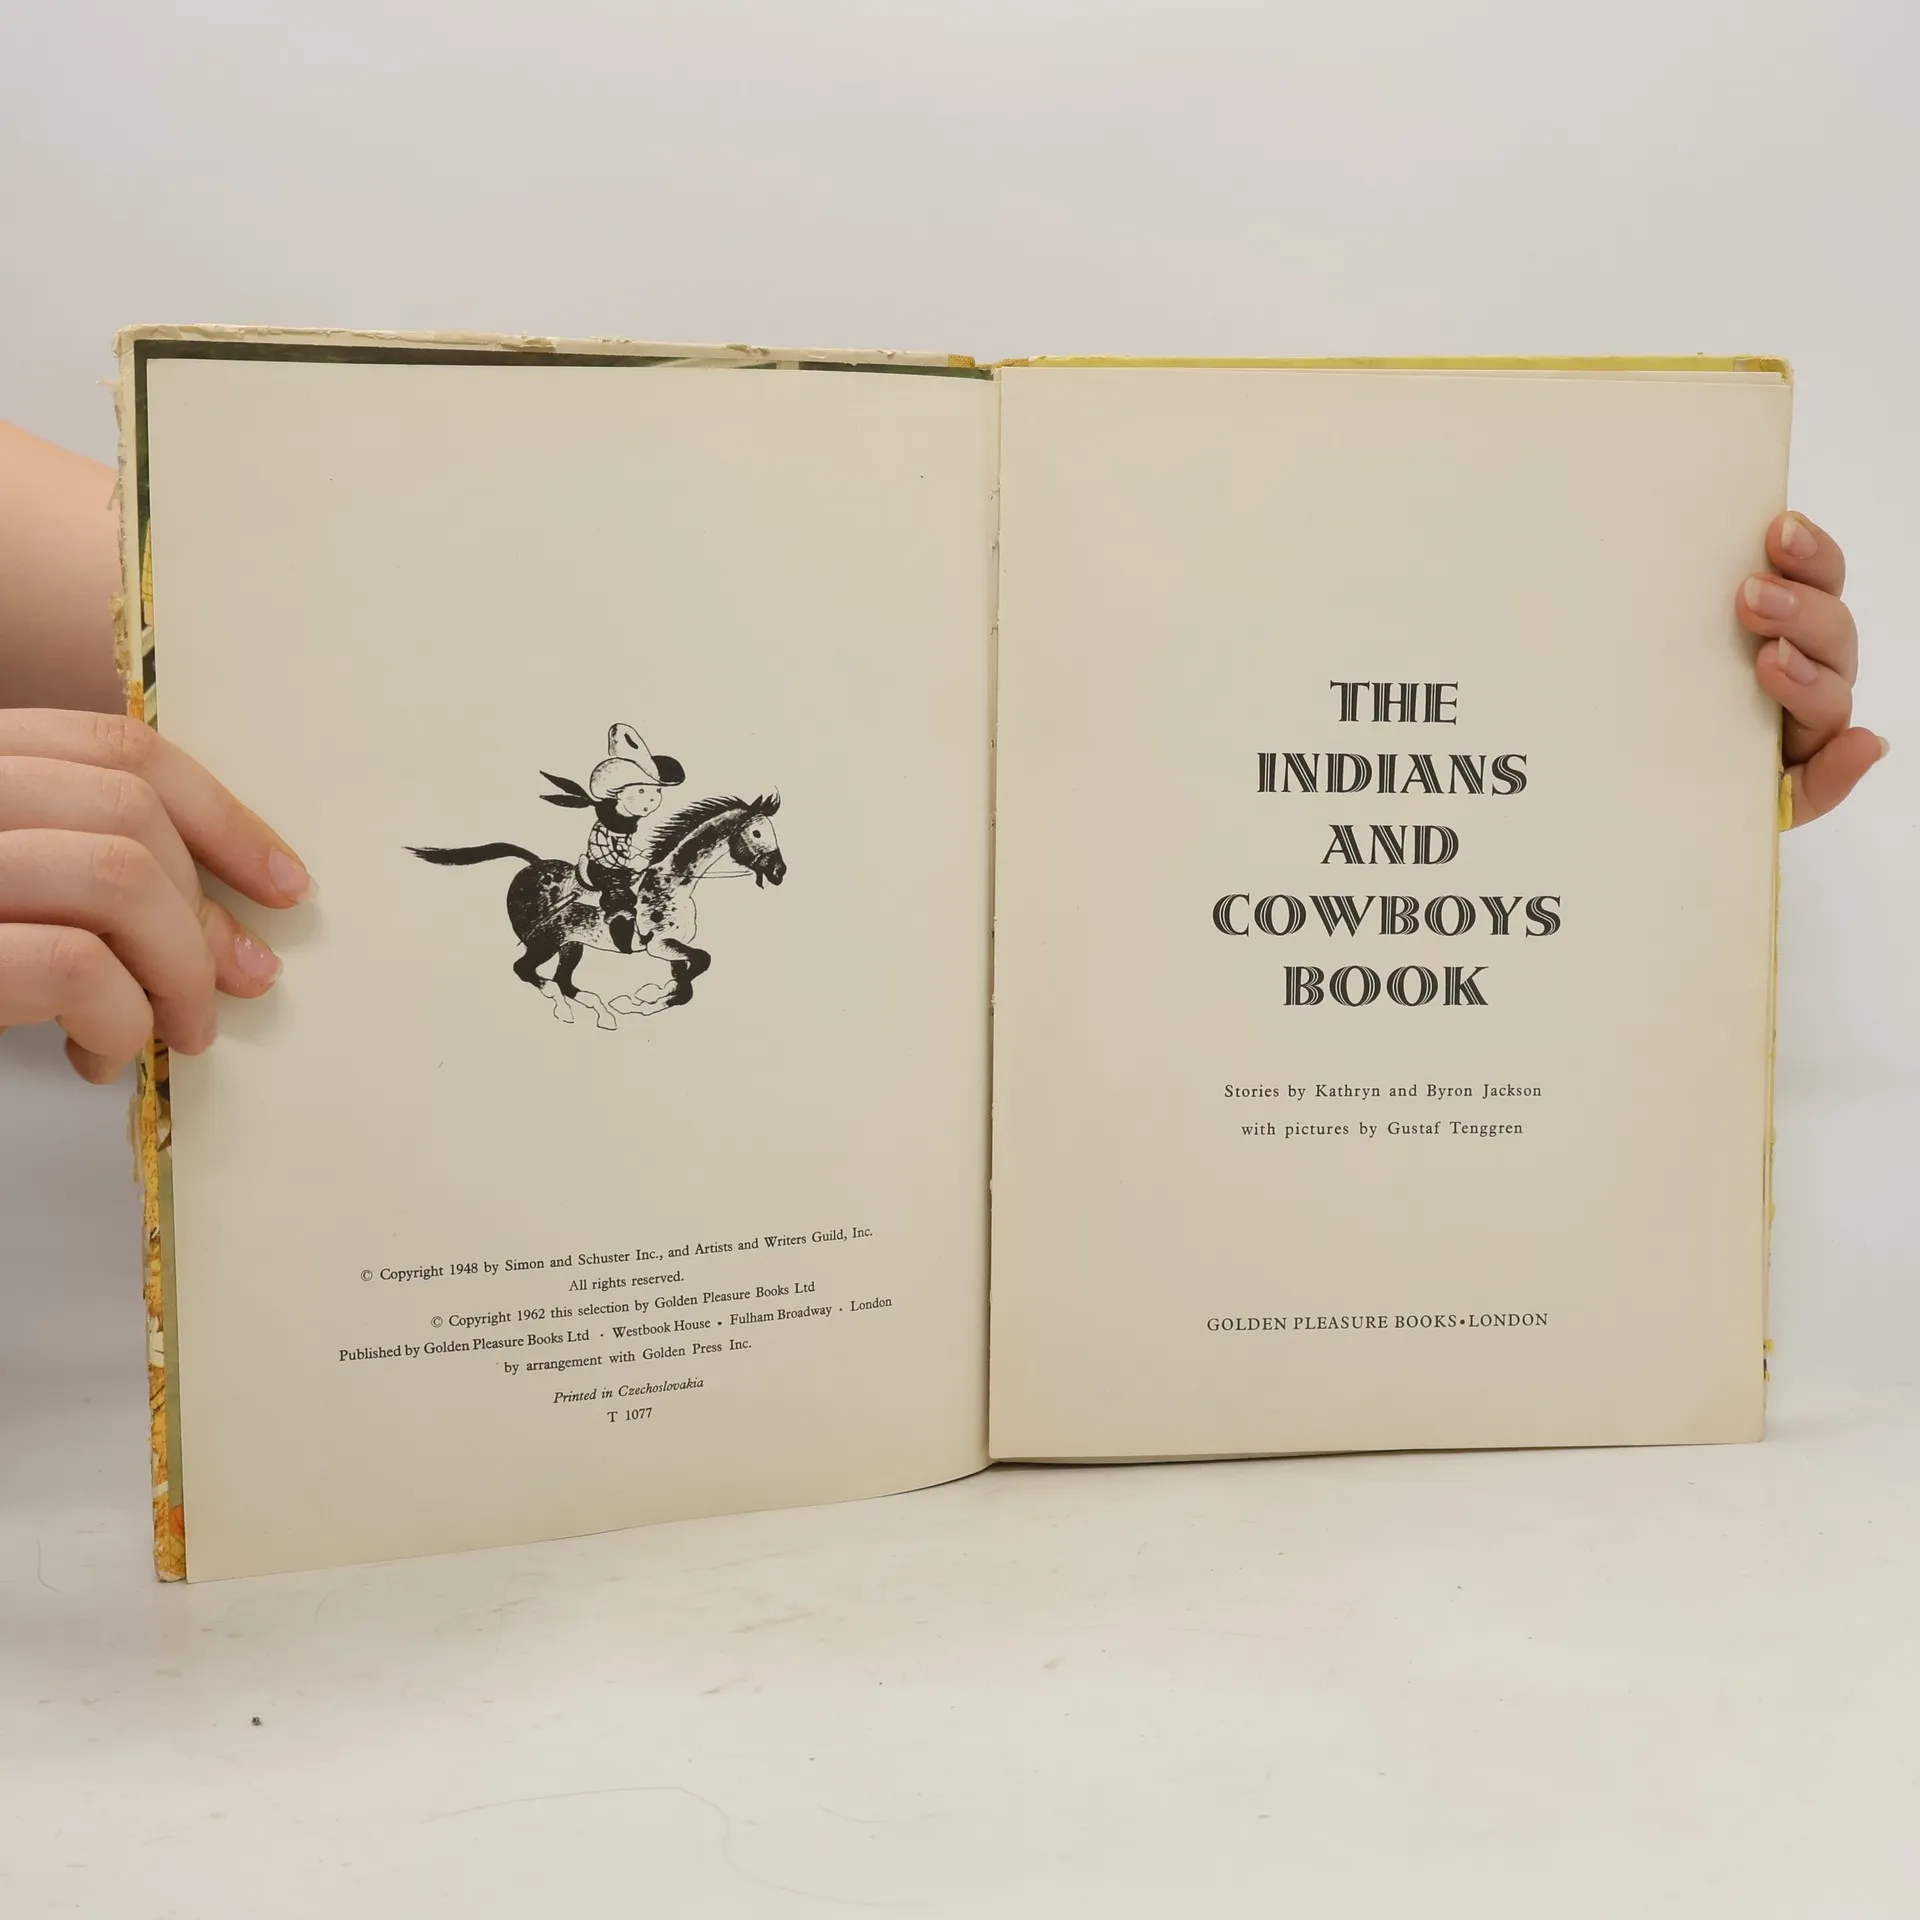 © Copyright 1948 by Simon and Schuster Inc., and Artists and Writers Guild, Inc.
All rights reserved.
© Copyright 1962 this selection by Golden Pleasure Books Ltd
Published by Golden Pleasure Books Ltd · Westbook House · Fulham Broadway · London
by arrangement with Golden Press Inc.
Printed in Czechoslovakia
T 1077
THE
INDIANS
AND
COWBOYS
BOOK
Stories by Kathryn and Byron Jackson
with pictures by Gustaf Tenggren
GOLDEN PLEASURE BOOKS•LONDON